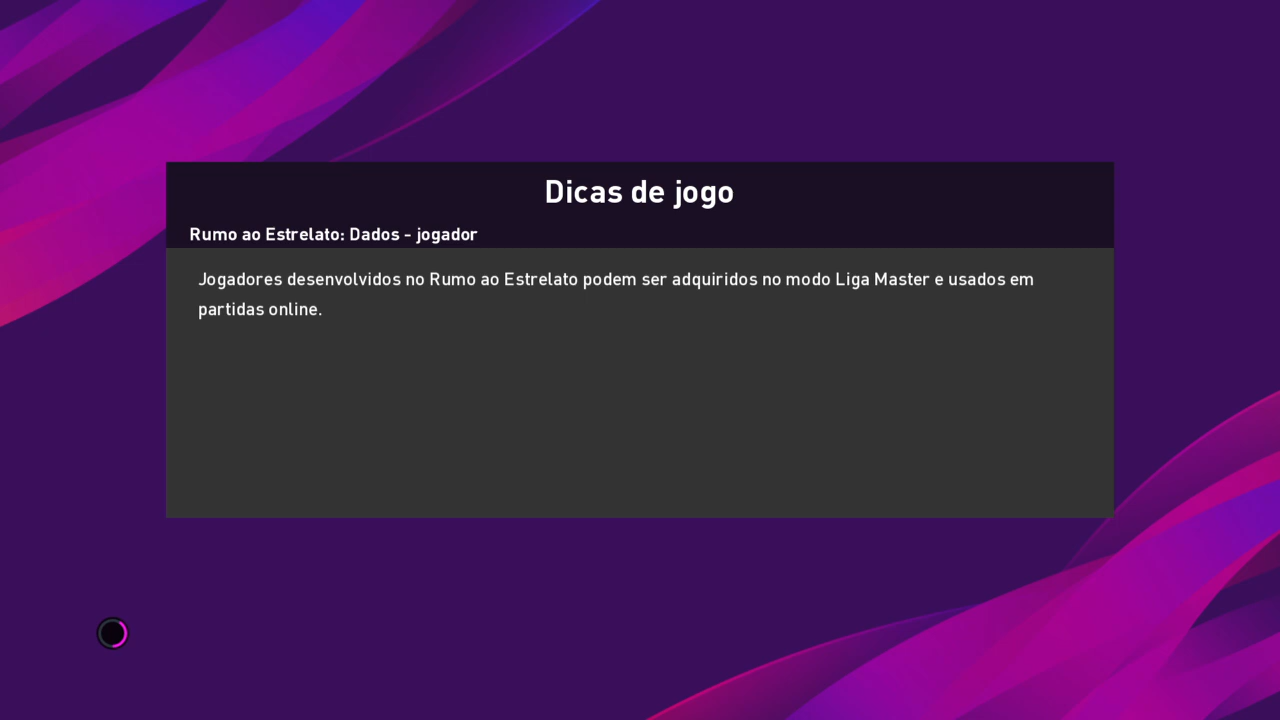 Dicas de jogo
Rumo ao Estrelato: Dados - jogador
Jogadores desenvolvidos no Rumo ao Estrelato podem ser adquiridos no modo Liga Master e usados em
partidas online.